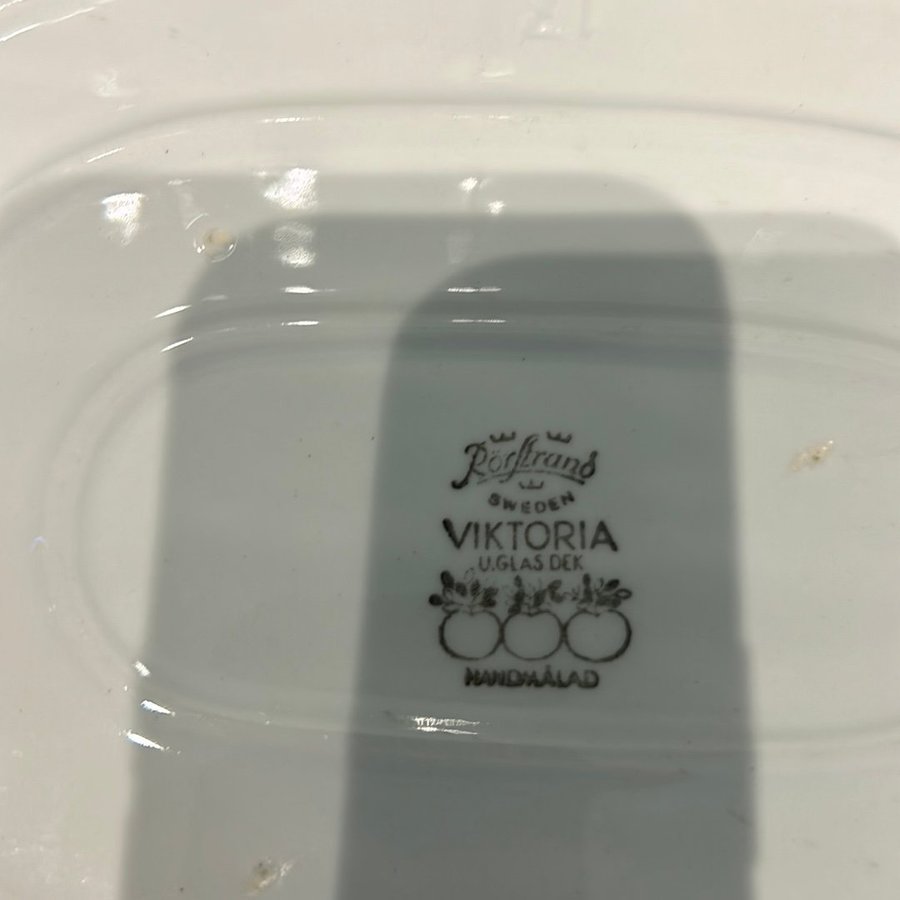 Rörstrand
SWEDEN
VIKTORIA
U.GLAS DEK
HANDMÅLAD